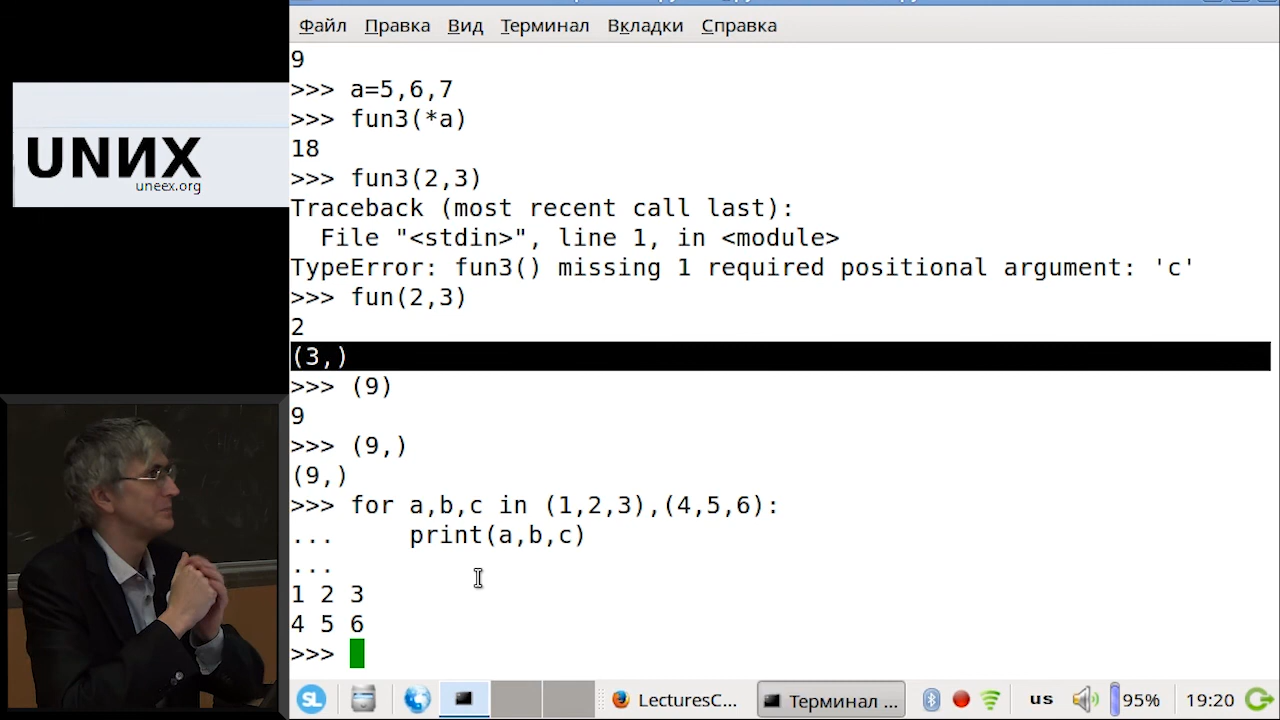 UNИX
uneex.org
Файл Правка Вид Терминал Вкладки Справка
9
>>> a=5,6,7
>>> fun3(*a)
18
>>> fun3(2,3)
Traceback (most recent call last):
  File "<stdin>", line 1, in <module>
TypeError: fun3() missing 1 required positional argument: 'c'
>>> fun(2,3)
2
(3,)
>>> (9)
9
>>> (9,)
(9,)
>>> for a,b,c in (1,2,3),(4,5,6):
...     print(a,b,c)
...
1 2 3
4 5 6
>>>
SL LecturesC... Терминал ... us 95% 19:20